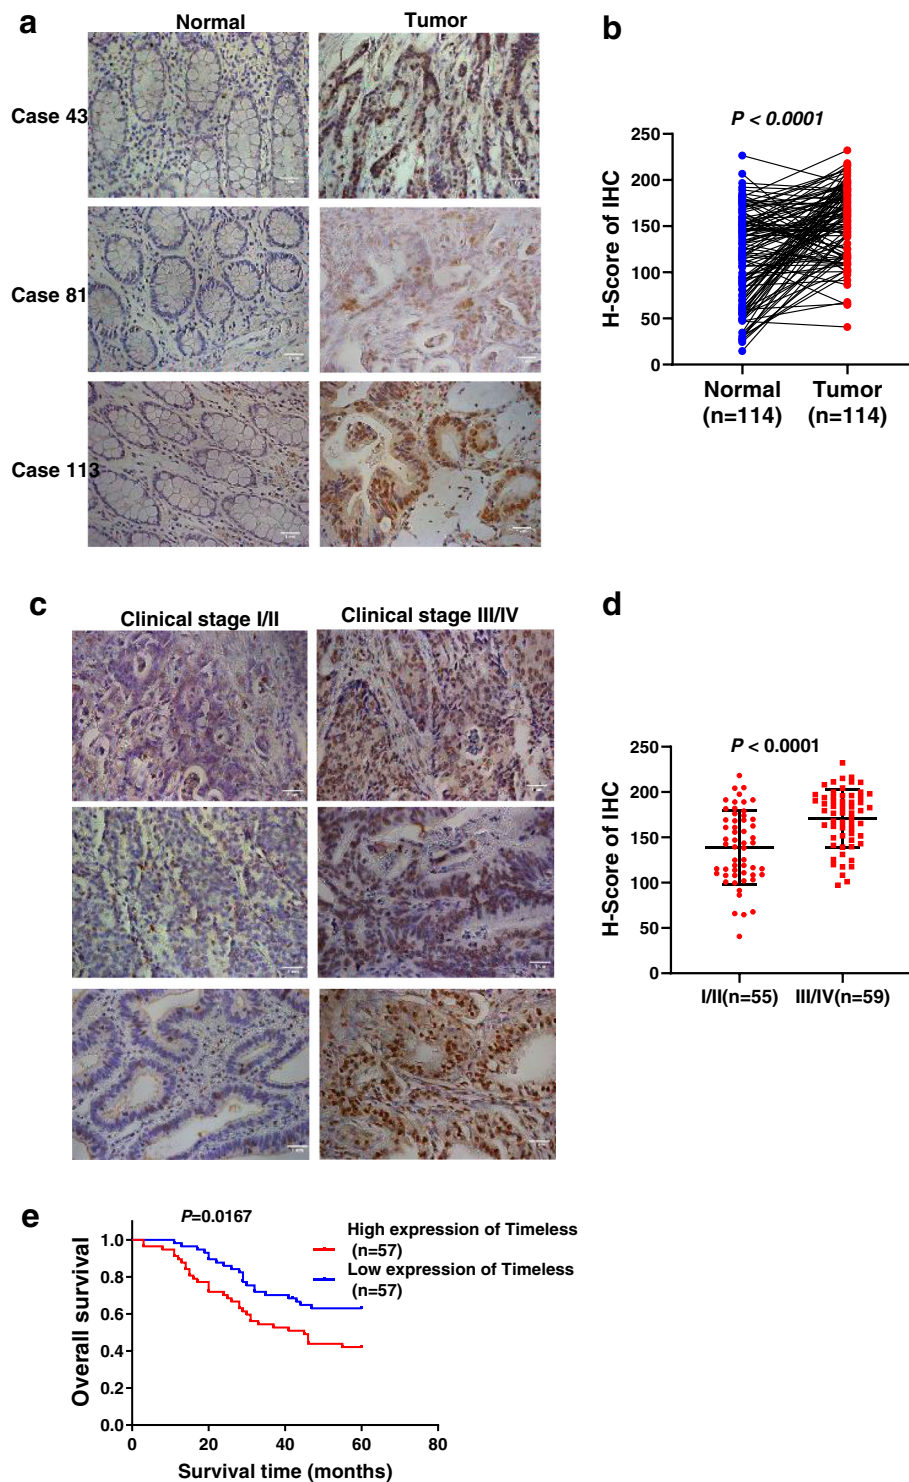 a
Normal
Tumor
Case 43
Case 81
Case 113
b
P < 0.0001
H-Score of IHC
250
200
150
100
50
0
Normal
(n=114)
Tumor
(n=114)
c
Clinical stage I/II
Clinical stage III/IV
d
P < 0.0001
H-Score of IHC
250
200
150
100
50
0
I/II(n=55)
III/IV(n=59)
e
P=0.0167
High expression of Timeless
(n=57)
Low expression of Timeless
(n=57)
Overall survival
1.0
0.8
0.6
0.4
0.2
0.0
0
20
40
60
80
Survival time (months)